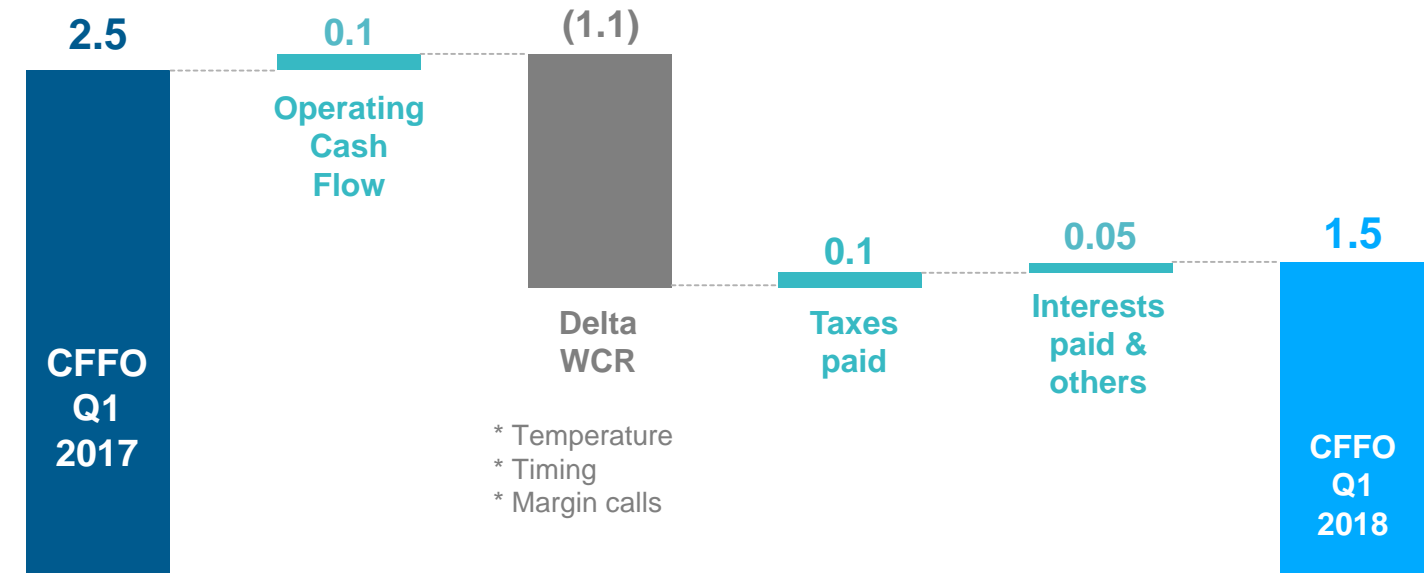 2.5
CFFO
Q1
2017
0.1
Operating
Cash
Flow
(1.1)
Delta
WCR
* Temperature
* Timing
* Margin calls
0.1
Taxes
paid
0.05
Interests
paid &
others
1.5
CFFO
Q1
2018